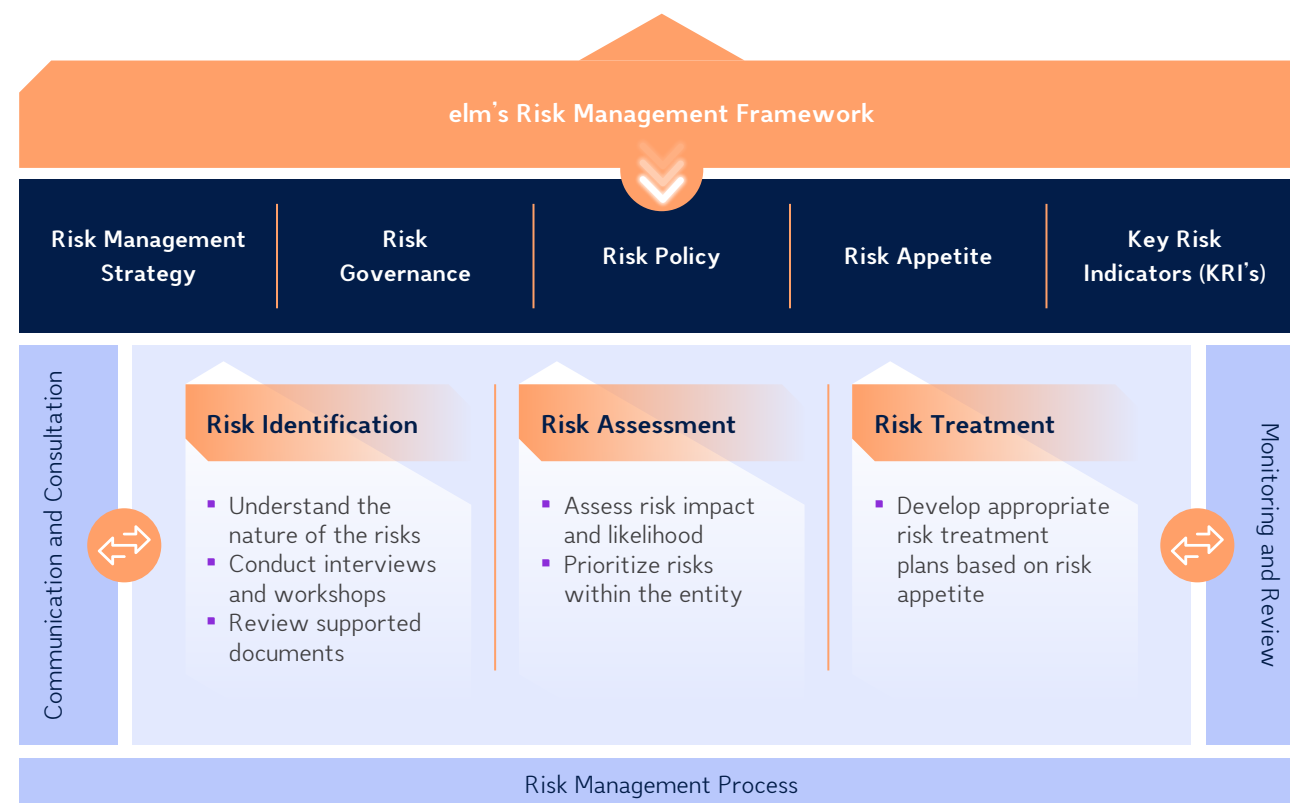 elm's Risk Management Framework
Risk Management
Strategy
Risk
Governance
Risk Policy
Risk Appetite
Key Risk
Indicators (KRI's)
Communication and Consultation
Risk Identification
▪ Understand the
nature of the risks
▪ Conduct interviews
and workshops
▪ Review supported
documents
Risk Assessment
▪ Assess risk impact
and likelihood
▪ Prioritize risks
within the entity
Risk Treatment
▪ Develop appropriate
risk treatment
plans based on risk
appetite
Monitoring and Review
Risk Management Process